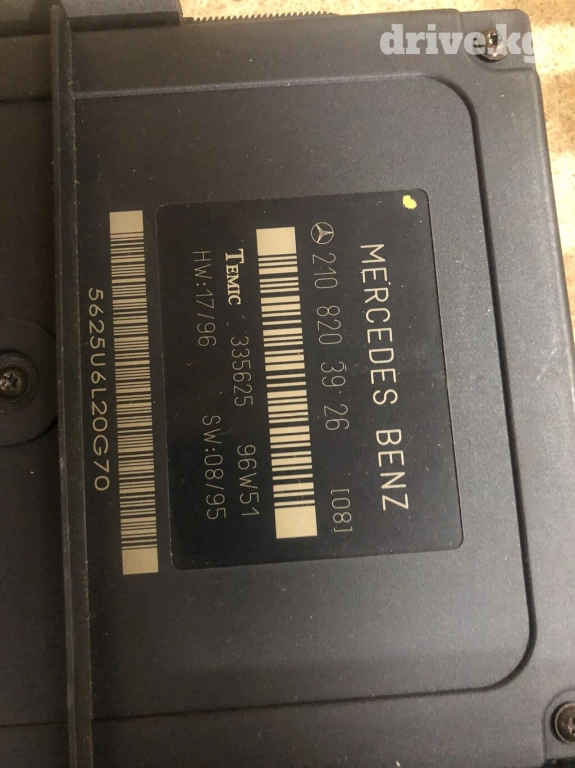 drive.kg
MERCEDES BENZ
210 820 39 26 [08]
TEMIC 335625 96W51
HW:17/96 SW:08/95
5625U6L20G70